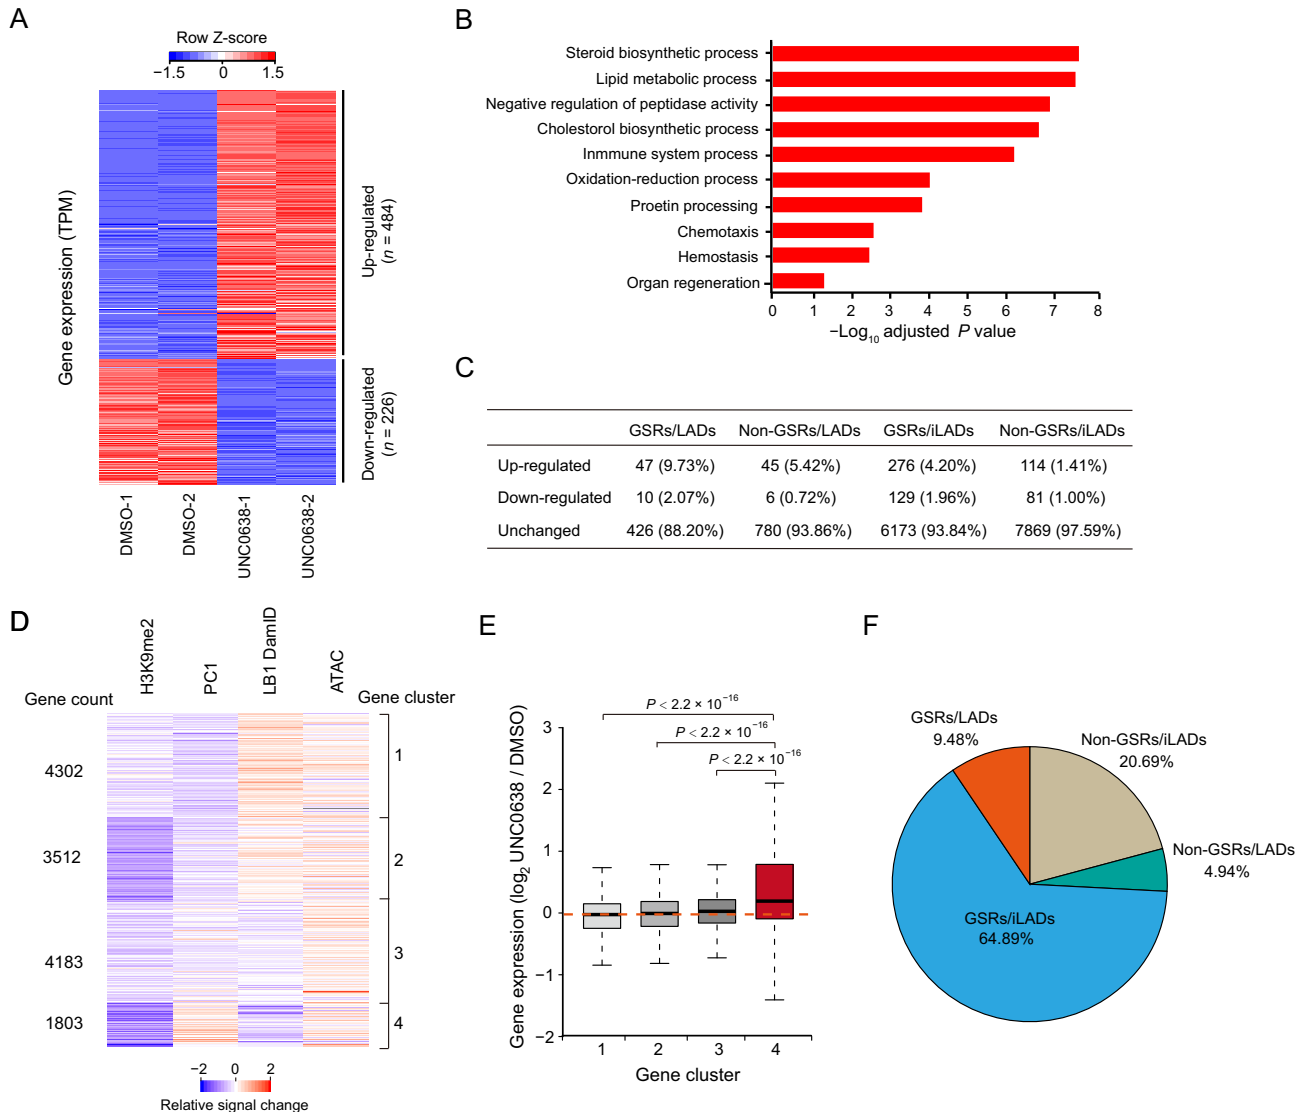 A
Row Z-score
−1.5 0 1.5
Gene expression (TPM)
Up-regulated
(n = 484)
Down-regulated
(n = 226)
DMSO-1
DMSO-2
UNC0638-1
UNC0638-2
B
Steroid biosynthetic process
Lipid metabolic process
Negative regulation of peptidase activity
Cholestorol biosynthetic process
Inmmune system process
Oxidation-reduction process
Proetin processing
Chemotaxis
Hemostasis
Organ regeneration
0 1 2 3 4 5 6 7 8
−Log10 adjusted P value
C
GSRs/LADs Non-GSRs/LADs GSRs/iLADs Non-GSRs/iLADs
Up-regulated 47 (9.73%) 45 (5.42%) 276 (4.20%) 114 (1.41%)
Down-regulated 10 (2.07%) 6 (0.72%) 129 (1.96%) 81 (1.00%)
Unchanged 426 (88.20%) 780 (93.86%) 6173 (93.84%) 7869 (97.59%)
D
H3K9me2
PC1
LB1 DamID
ATAC
Gene count
Gene cluster
4302
3512
4183
1803
1
2
3
4
−2 0 2
Relative signal change
E
Gene expression (log2 UNC0638 / DMSO)
P < 2.2 × 10−16
P < 2.2 × 10−16
P < 2.2 × 10−16
3
2
1
0
−1
−2
1 2 3 4
Gene cluster
F
GSRs/LADs
9.48%
Non-GSRs/iLADs
20.69%
Non-GSRs/LADs
4.94%
GSRs/iLADs
64.89%